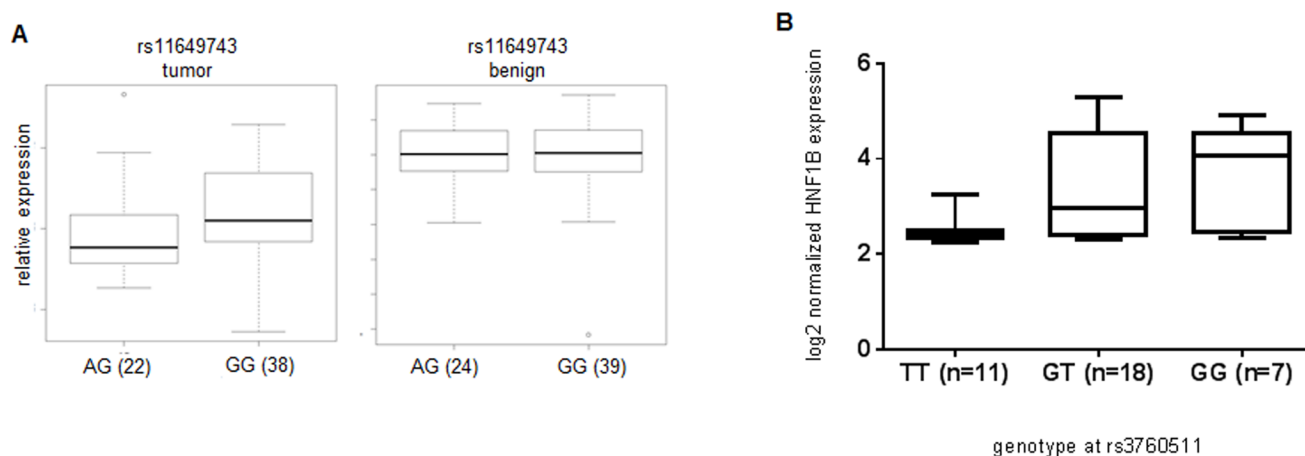 A
rs11649743
tumor
rs11649743
benign
relative expression
AG (22)
GG (38)
AG (24)
GG (39)
B
log2 normalized HNF1B expression
6
4
2
0
TT (n=11)
GT (n=18)
GG (n=7)
genotype at rs3760511